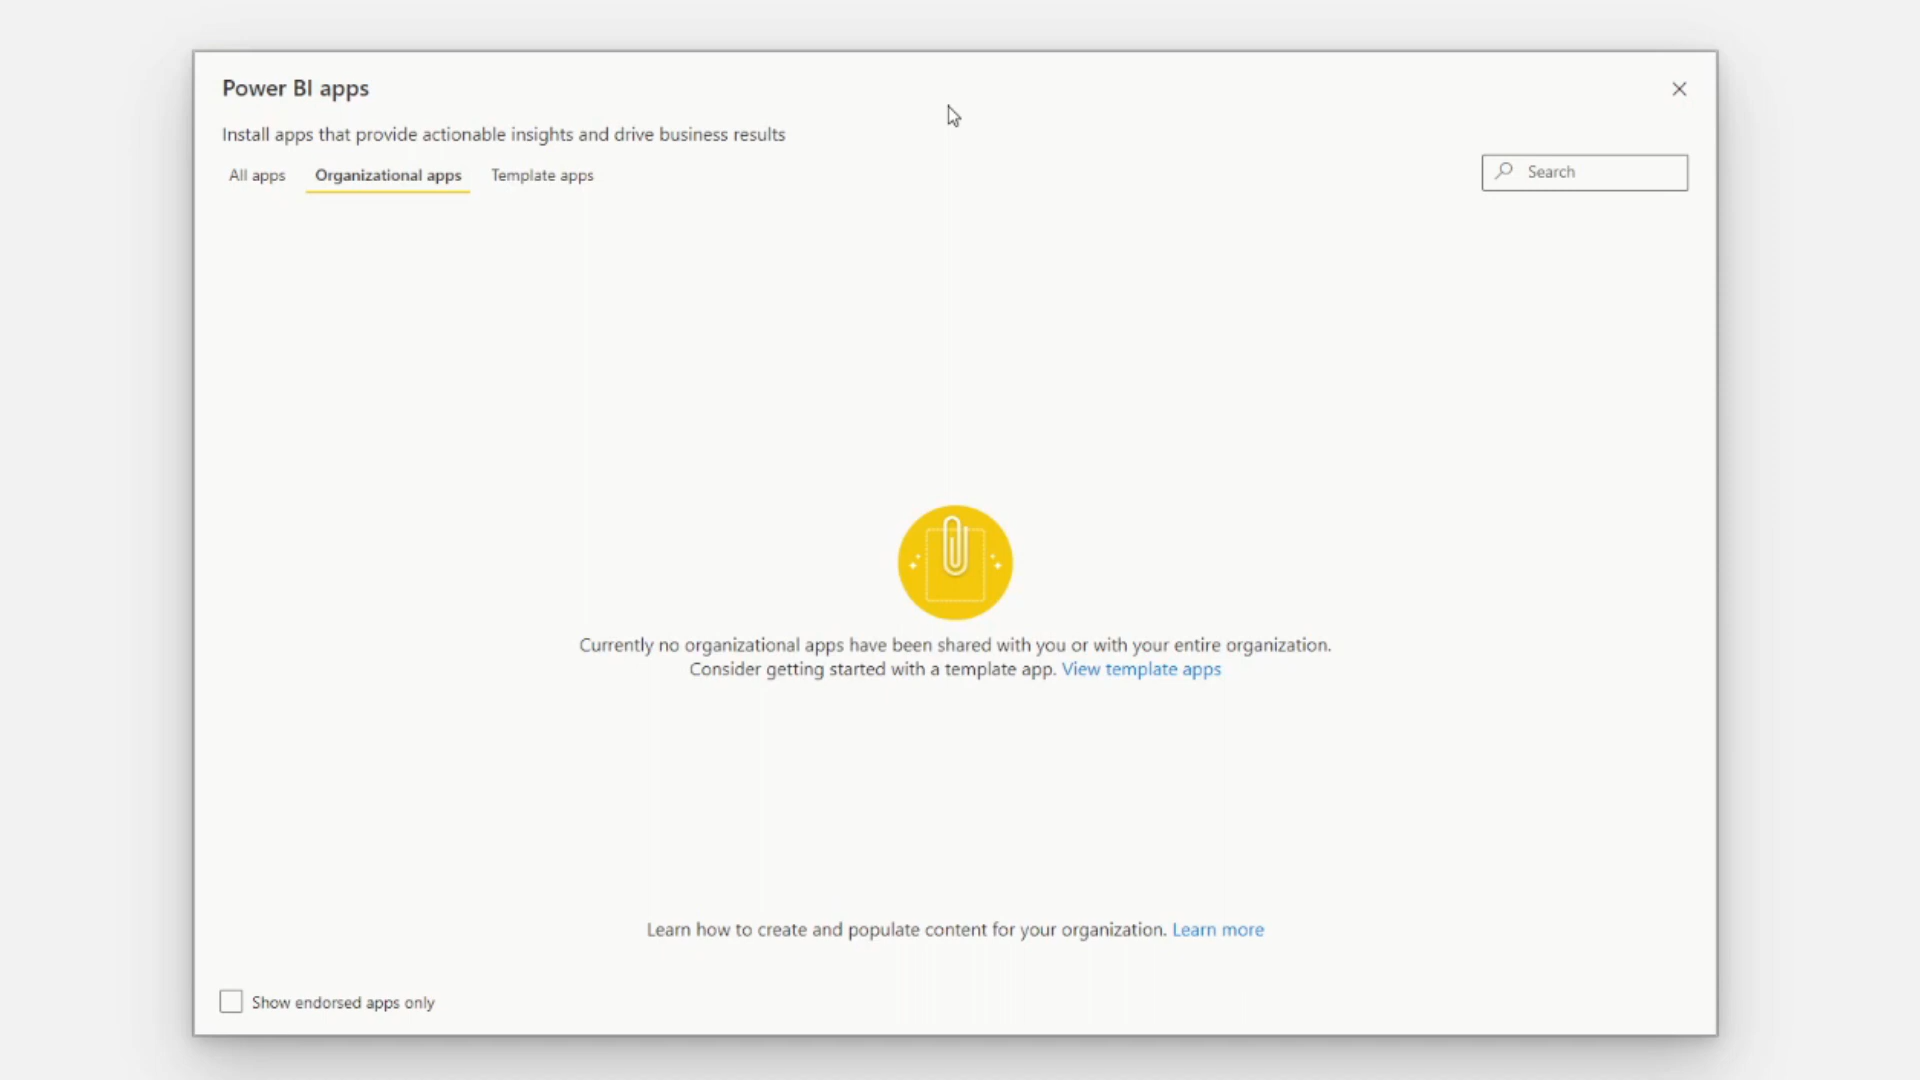 Power BI apps
Install apps that provide actionable insights and drive business results
All apps Organizational apps Template apps
Search
Currently no organizational apps have been shared with you or with your entire organization.
Consider getting started with a template app. View template apps
Learn how to create and populate content for your organization. Learn more
Show endorsed apps only